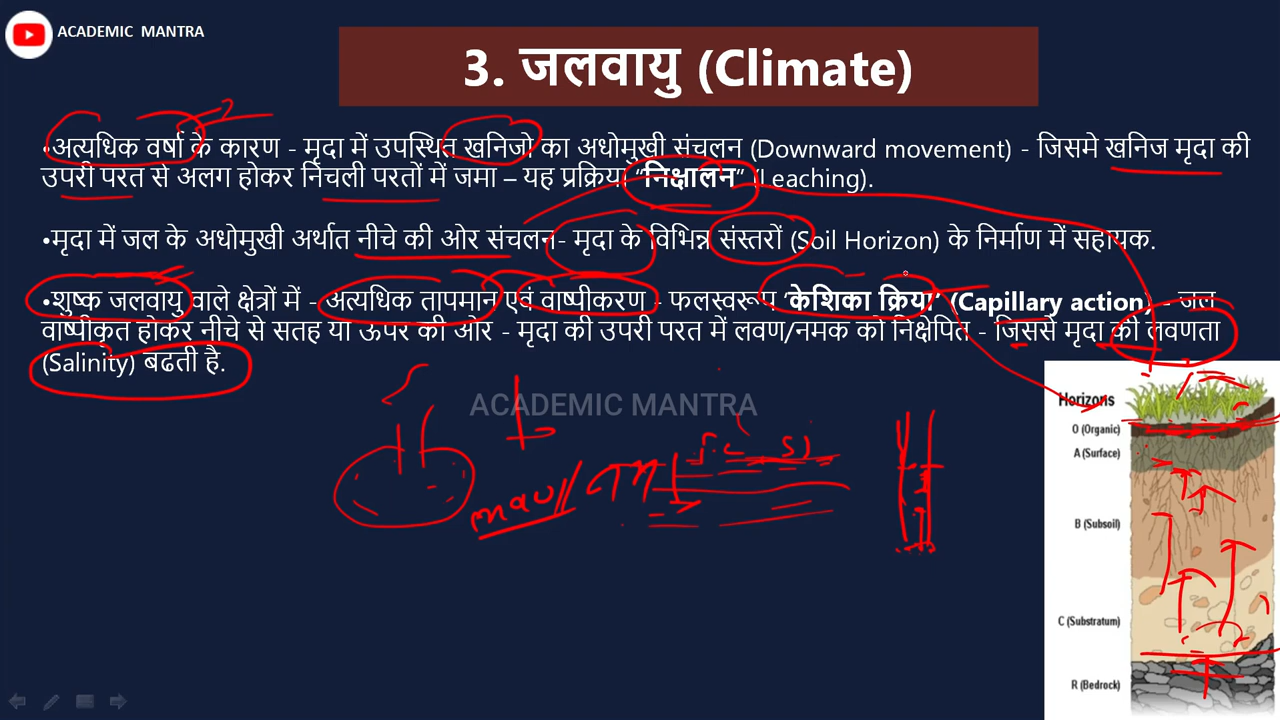 ACADEMIC MANTRA
3. जलवायु (Climate)
•अत्यधिक वर्षा के कारण - मृदा में उपस्थित खनिजो का अधोमुखी संचलन (Downward movement) - जिसमे खनिज मृदा की
उपरी परत से अलग होकर निचली परतों में जमा – यह प्रक्रिया "निक्षालन" (Leaching).
•मृदा में जल के अधोमुखी अर्थात नीचे की ओर संचलन- मृदा के विभिन्न संस्तरों (Soil Horizon) के निर्माण में सहायक.
•शुष्क जलवायु वाले क्षेत्रों में - अत्यधिक तापमान एवं वाष्पीकरण - फलस्वरूप 'केशिका क्रिया' (Capillary action) - जल
वाष्पीकृत होकर नीचे से सतह या ऊपर की ओर - मृदा की उपरी परत में लवण/नमक को निक्षेपित - जिससे मृदा की लवणता
(Salinity) बढती है.
ACADEMIC MANTRA
Horizons
O (Organic)
A (Surface)
B (Subsoil)
C (Substratum)
R (Bedrock)